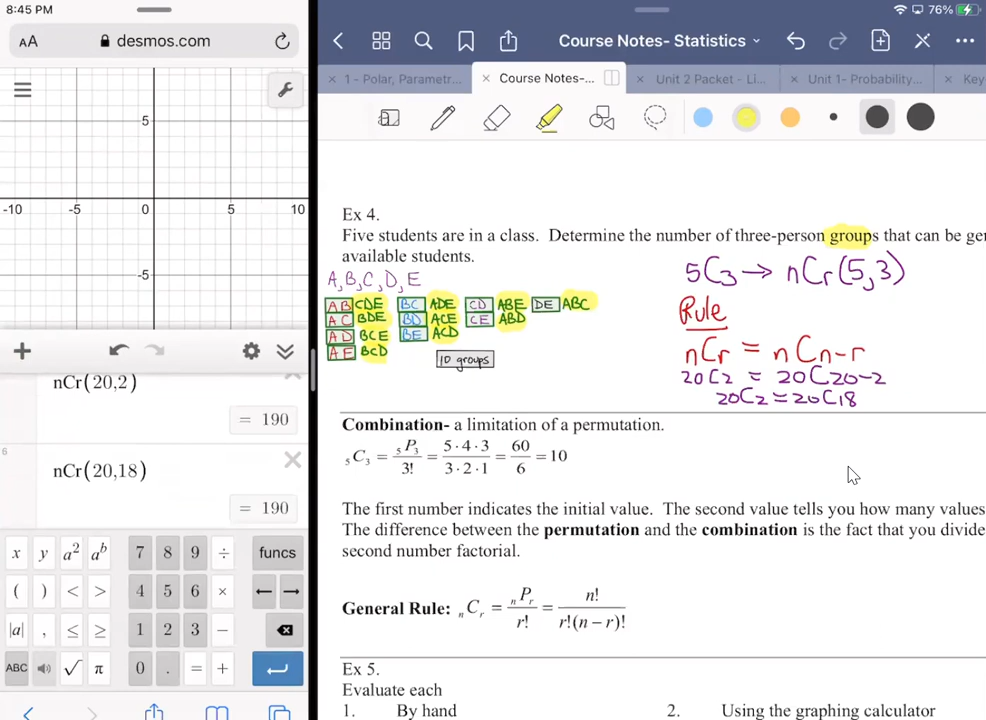 8:45 PM
76%
AA
desmos.com
Course Notes- Statistics
1 - Polar, Parametr...
Course Notes-...
Unit 2 Packet - Li...
Unit 1- Probability...
Key
5
-10
-5
0
5
10
-5
nCr(20,2)
= 190
6
nCr(20,18)
= 190
x y a² aᵇ 7 8 9 ÷ funcs
( ) < > 4 5 6 × ← →
|a| , ≤ ≥ 1 2 3 −
ABC √ π 0 . = +
Ex 4.
Five students are in a class. Determine the number of three-person groups that can be ge
available students.
A, B, C, D, E
AB CDE BC ADE CD ABE DE ABC
AC BDE BD ACE CE ABD
AD BCE BE ACD
AE BCD
10 groups
5C3 → nCr(5,3)
Rule
nCr = nCn-r
20C2 = 20C20-2
20C2 = 20C18
Combination- a limitation of a permutation.
₅C₃ = ₅P₃/3! = 5·4·3/3·2·1 = 60/6 = 10
The first number indicates the initial value. The second value tells you how many values
The difference between the permutation and the combination is the fact that you divide
second number factorial.
General Rule: ₙCᵣ = ₙPᵣ/r! = n!/r!(n − r)!
Ex 5.
Evaluate each
1. By hand
2. Using the graphing calculator